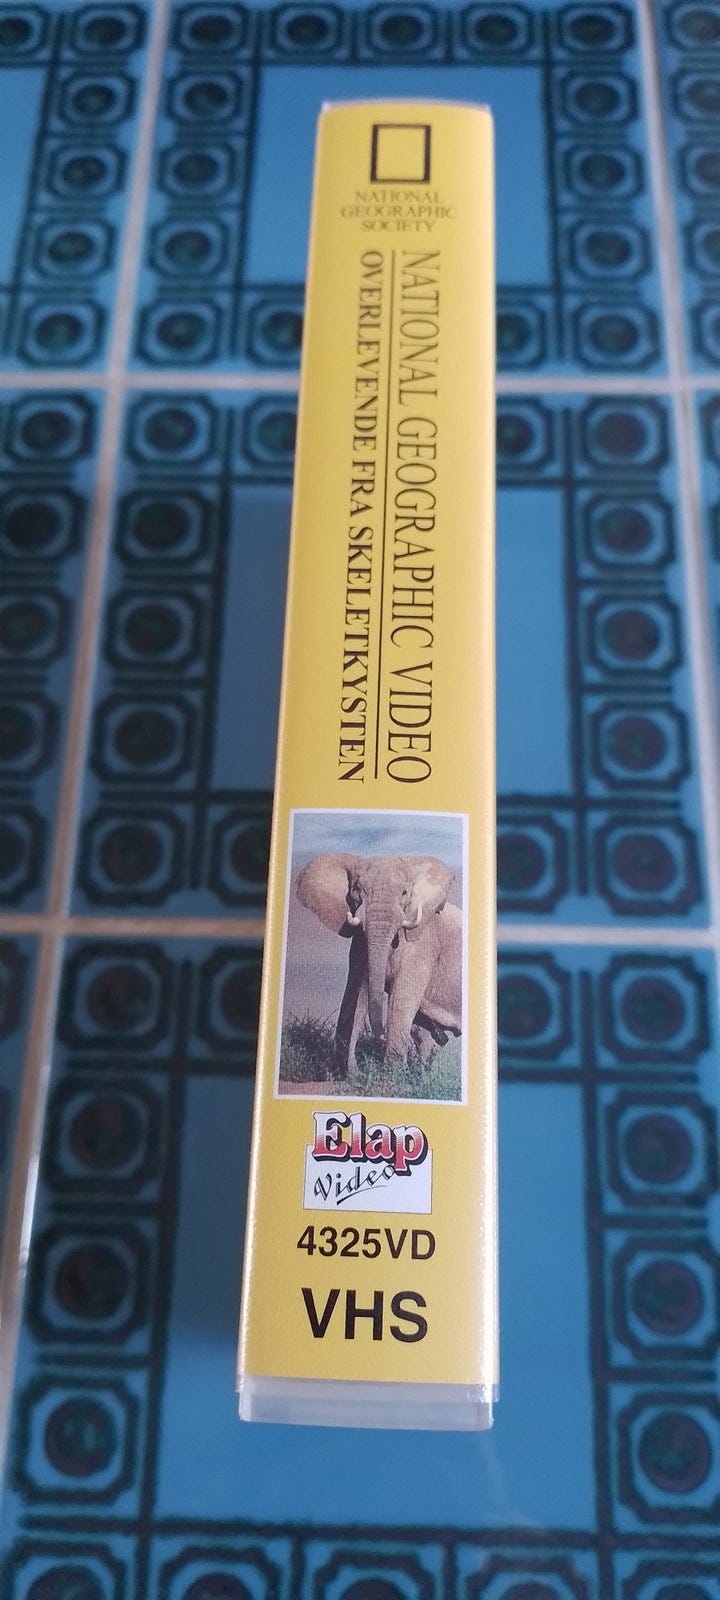 NATIONAL
GEOGRAPHIC
SOCIETY
NATIONAL GEOGRAPHIC VIDEO
OVERLEVENDE FRA SKELETKYSTEN
Elap
Video
4325VD
VHS